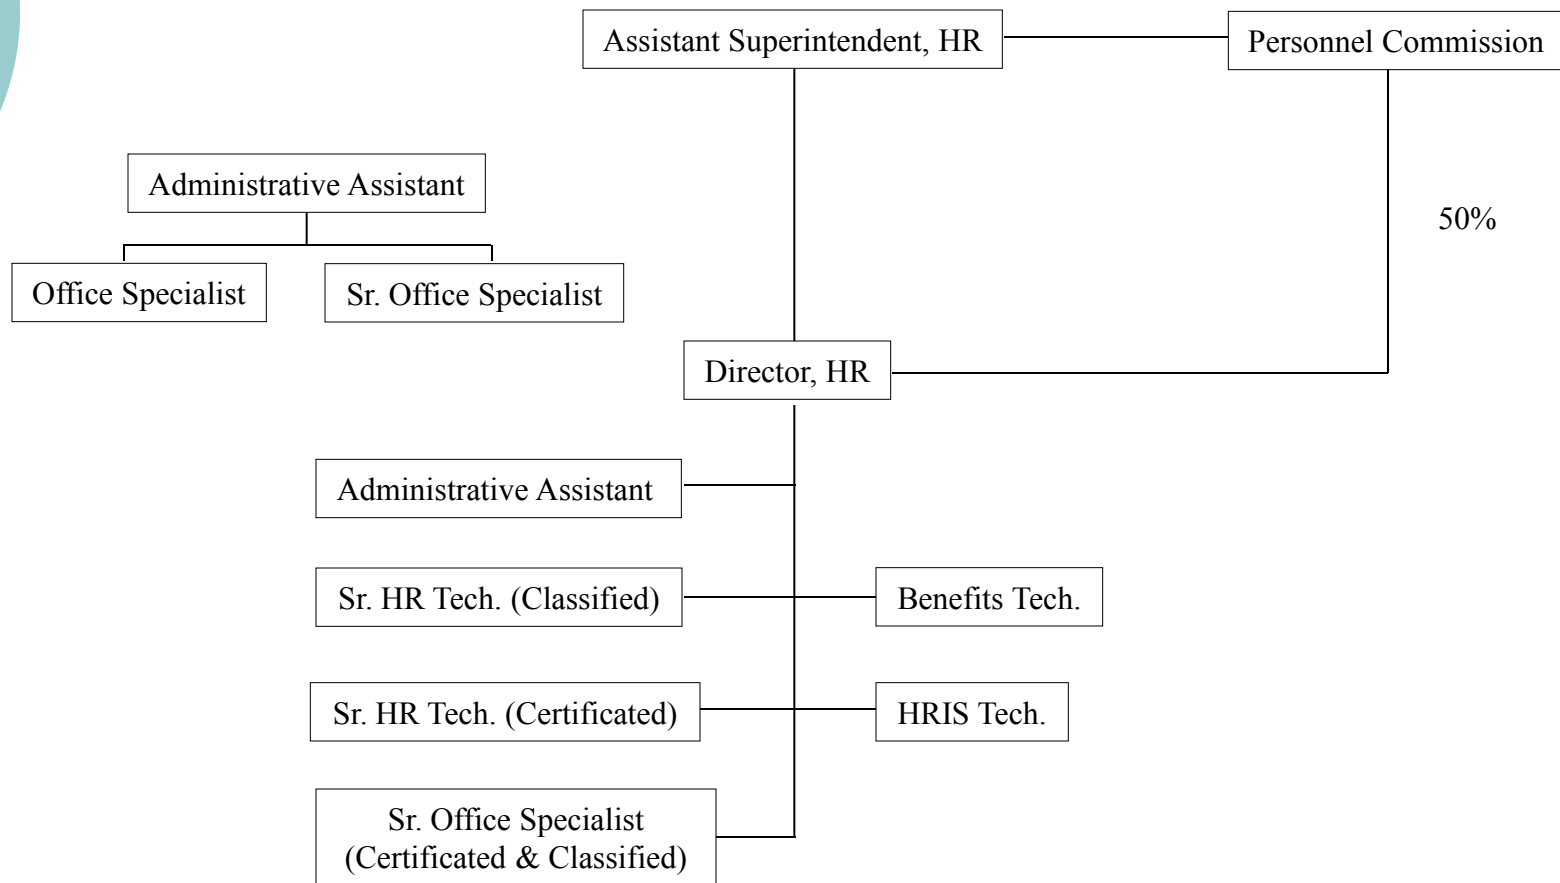 Assistant Superintendent, HR
Personnel Commission
Administrative Assistant
50%
Office Specialist
Sr. Office Specialist
Director, HR
Administrative Assistant
Sr. HR Tech. (Classified)
Benefits Tech.
Sr. HR Tech. (Certificated)
HRIS Tech.
Sr. Office Specialist
(Certificated & Classified)